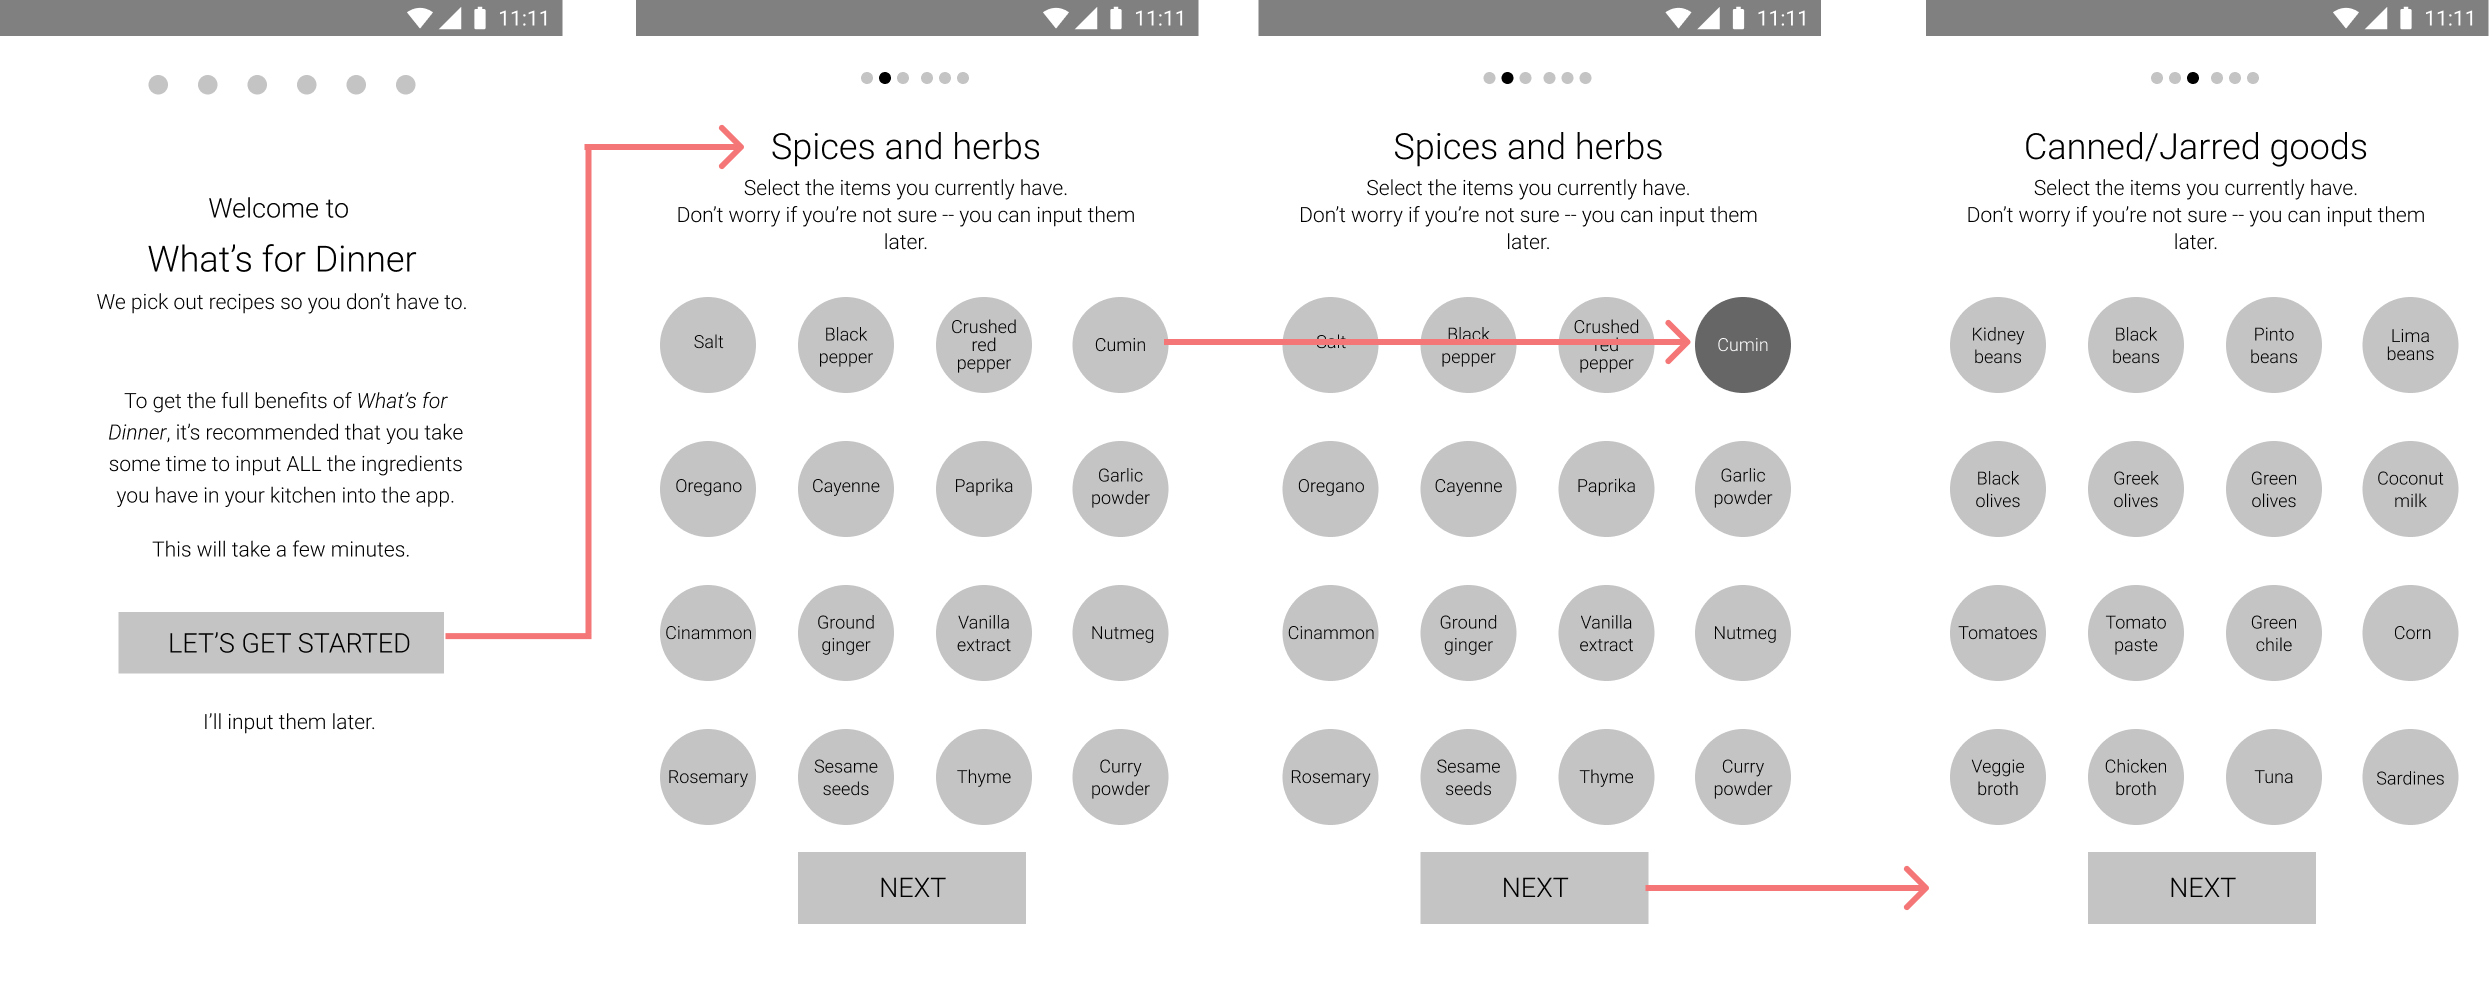 11:11
Welcome to
What's for Dinner
We pick out recipes so you don't have to.
To get the full benefits of What's for
Dinner, it's recommended that you take
some time to input ALL the ingredients
you have in your kitchen into the app.
This will take a few minutes.
LET'S GET STARTED
I'll input them later.
11:11
Spices and herbs
Select the items you currently have.
Don't worry if you're not sure -- you can input them
later.
Salt
Black
pepper
Crushed
red
pepper
Cumin
Oregano
Cayenne
Paprika
Garlic
powder
Cinammon
Ground
ginger
Vanilla
extract
Nutmeg
Rosemary
Sesame
seeds
Thyme
Curry
powder
NEXT
11:11
Spices and herbs
Select the items you currently have.
Don't worry if you're not sure -- you can input them
later.
Salt
Black
pepper
Crushed
red
pepper
Cumin
Oregano
Cayenne
Paprika
Garlic
powder
Cinammon
Ground
ginger
Vanilla
extract
Nutmeg
Rosemary
Sesame
seeds
Thyme
Curry
powder
NEXT
11:11
Canned/Jarred goods
Select the items you currently have.
Don't worry if you're not sure -- you can input them
later.
Kidney
beans
Black
beans
Pinto
beans
Lima
beans
Black
olives
Greek
olives
Green
olives
Coconut
milk
Tomatoes
Tomato
paste
Green
chile
Corn
Veggie
broth
Chicken
broth
Tuna
Sardines
NEXT